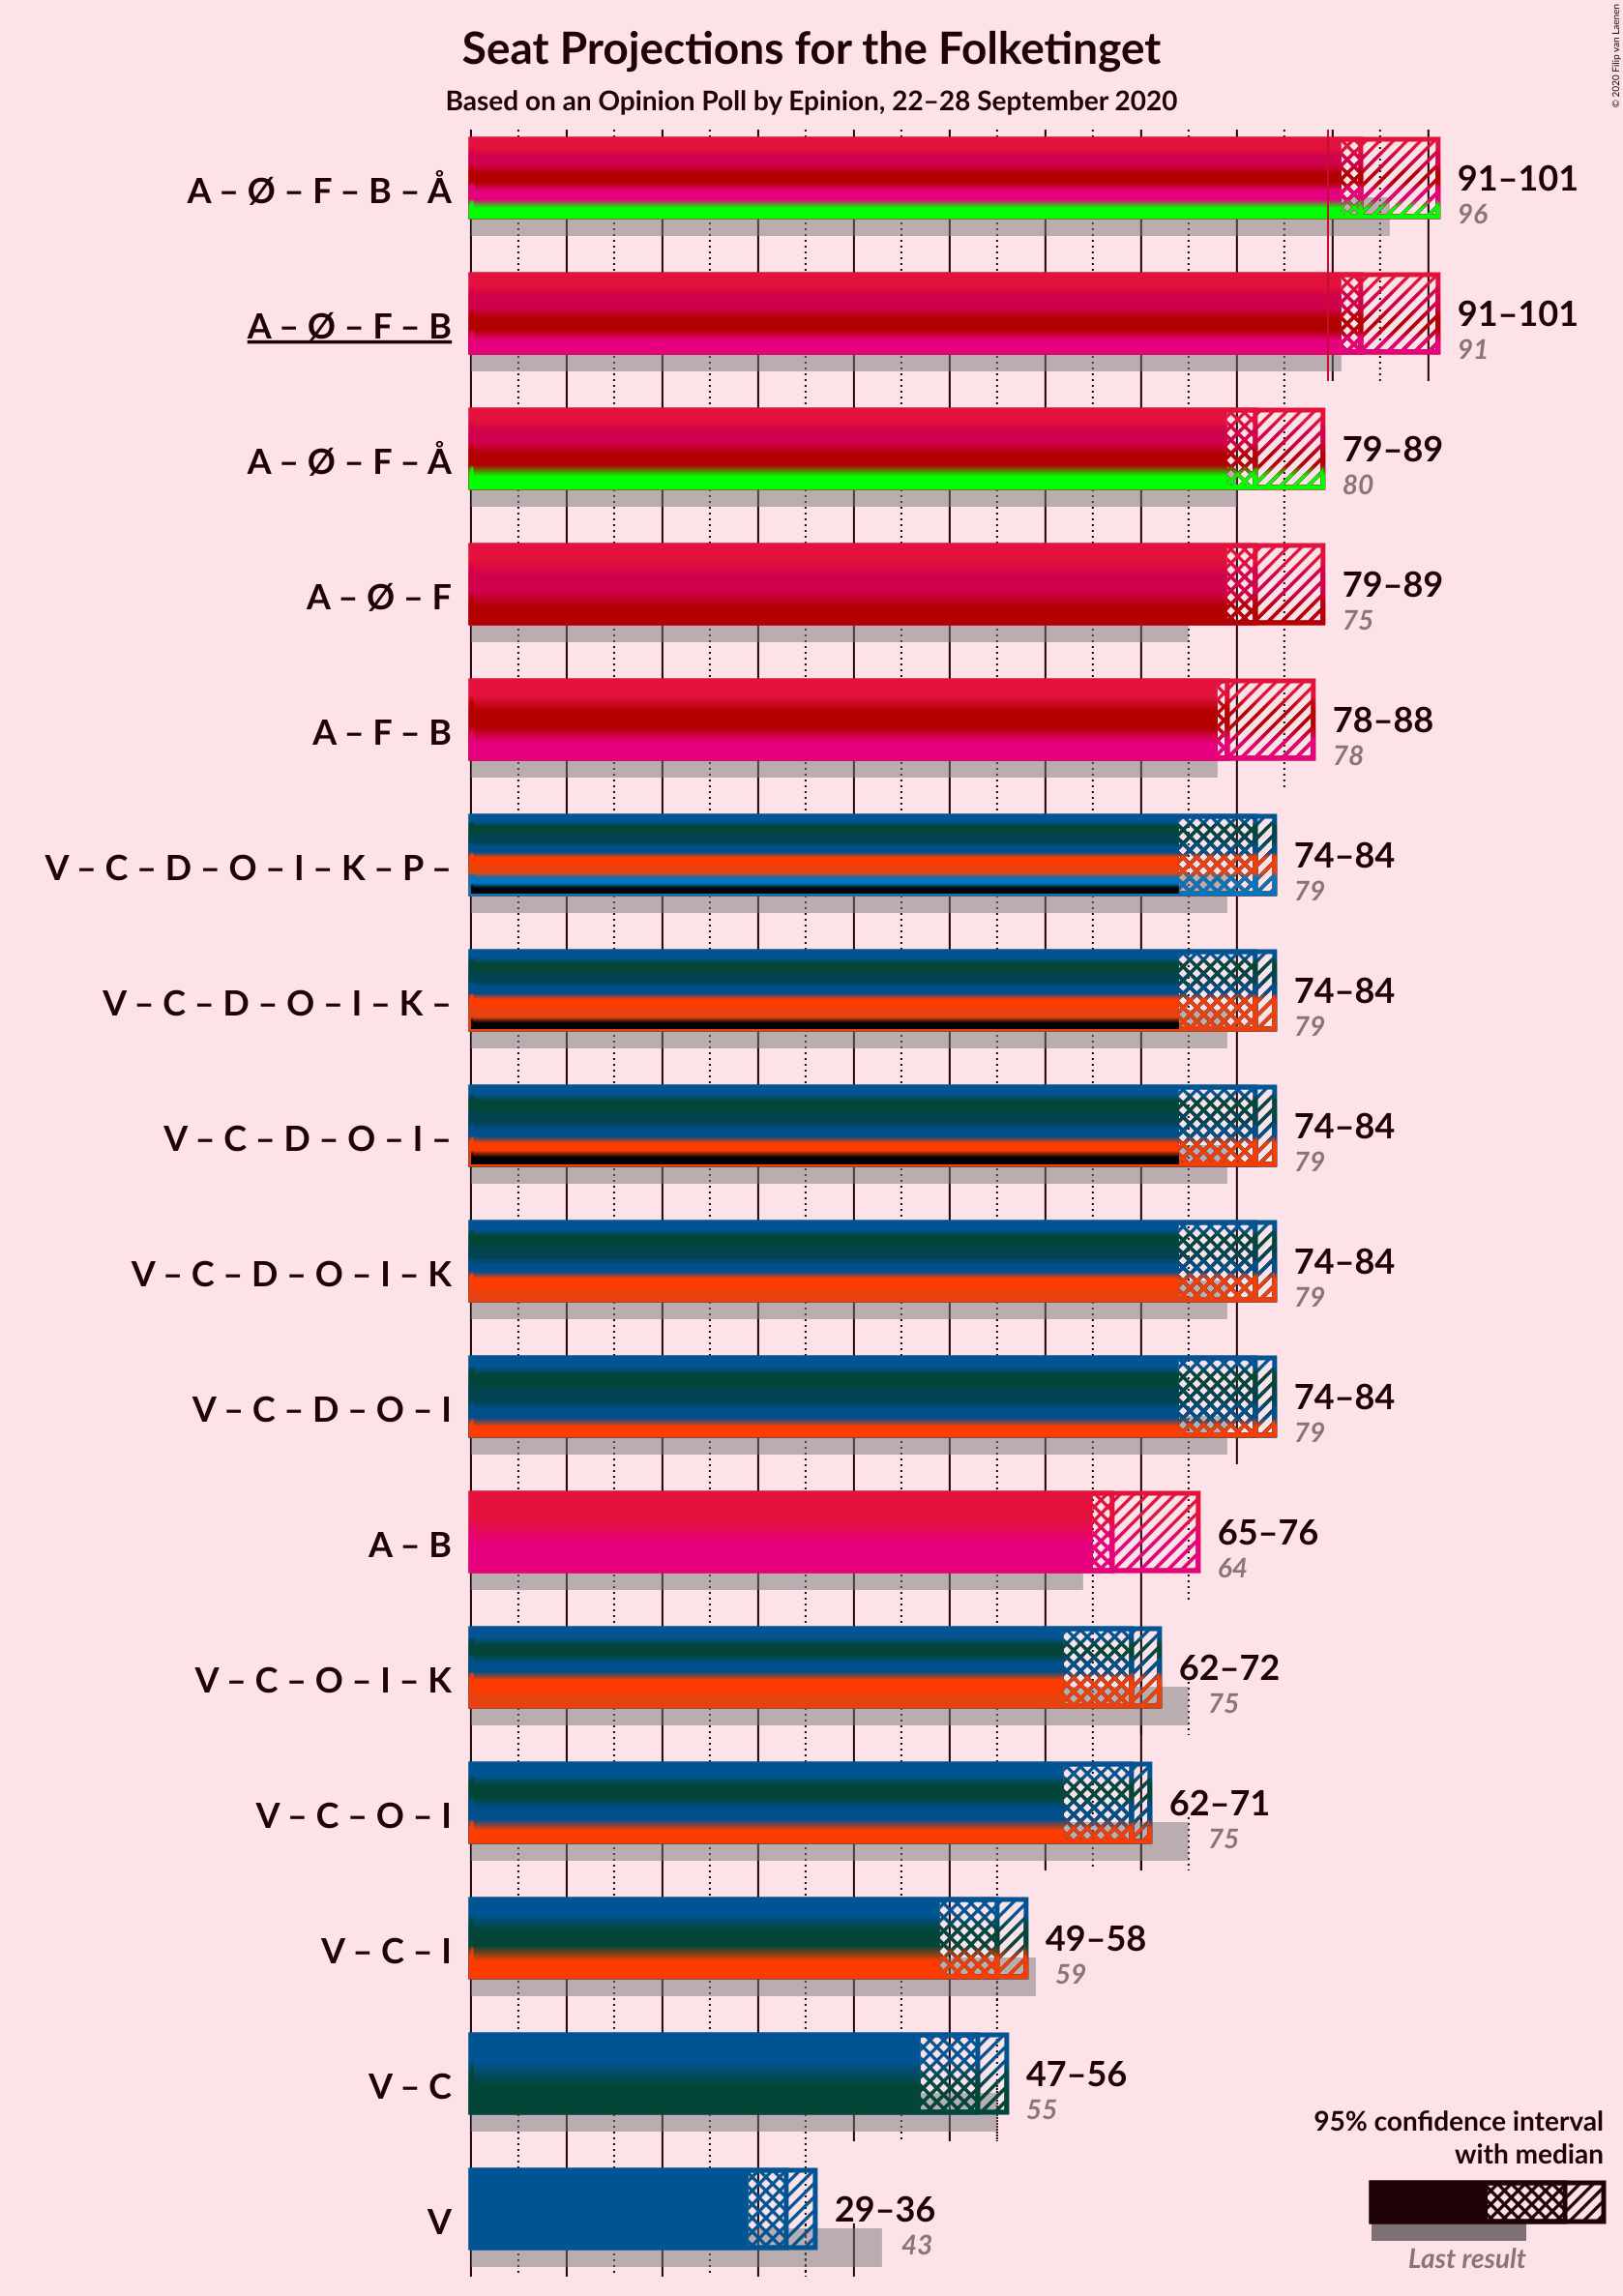 Seat Projections for the Folketinget
Based on an Opinion Poll by Epinion, 22–28 September 2020
© 2020 Filip van Laenen
A – Ø – F – B – Å
91–101
96
A – Ø – F – B
91–101
91
A – Ø – F – Å
79–89
80
A – Ø – F
79–89
75
A – F – B
78–88
78
V – C – D – O – I – K – P –
74–84
79
V – C – D – O – I – K –
74–84
79
V – C – D – O – I –
74–84
79
V – C – D – O – I – K
74–84
79
V – C – D – O – I
74–84
79
A – B
65–76
64
V – C – O – I – K
62–72
75
V – C – O – I
62–71
75
V – C – I
49–58
59
V – C
47–56
55
V
29–36
43
95% confidence interval
with median
Last result